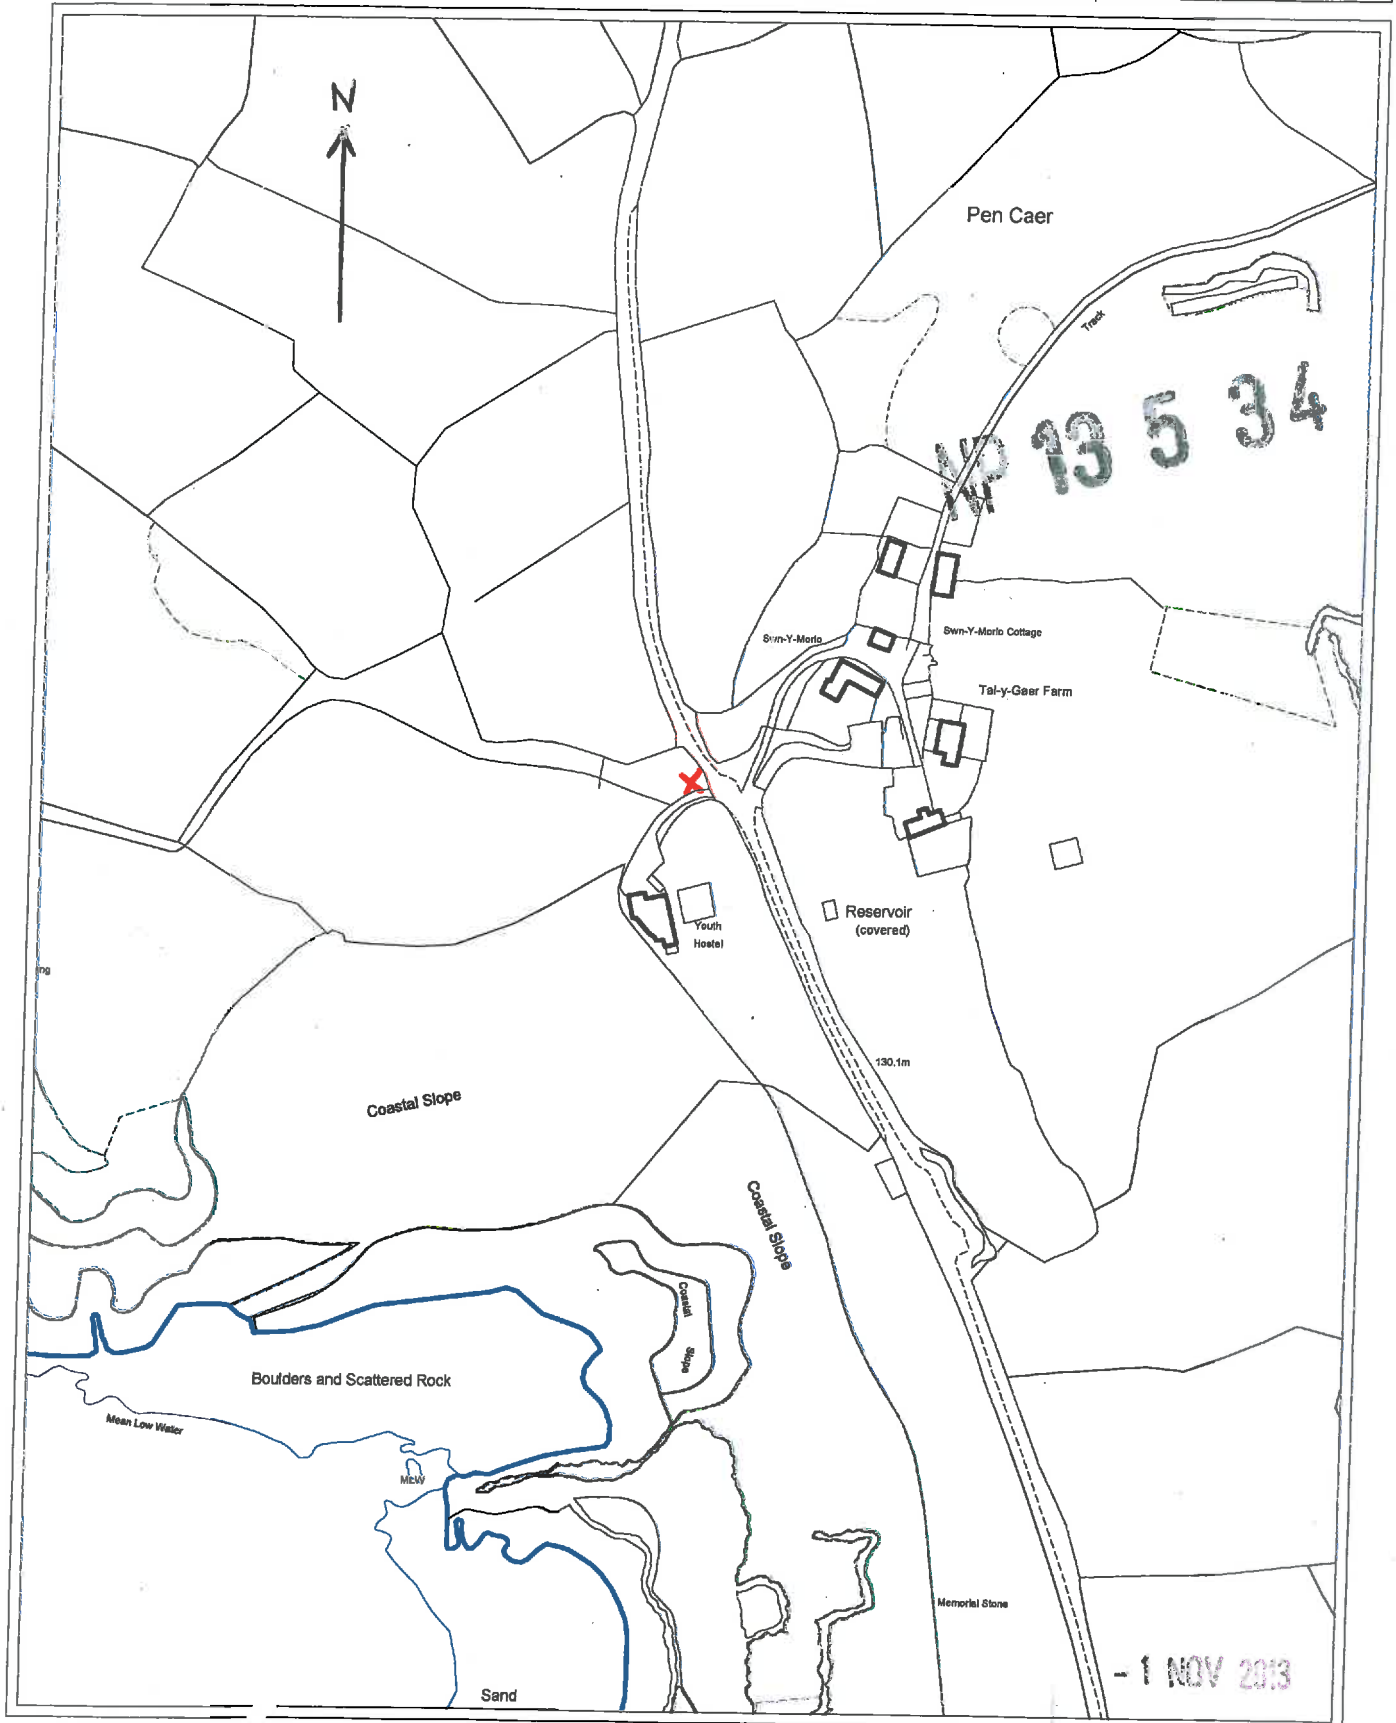 N
Pen Caer
Track
NP 13 5 34
Swn-Y-Morlo
Swn-Y-Morlo Cottage
Tal-y-Gaer Farm
Reservoir
(covered)
Youth
Hostel
ng
130.1m
Coastal Slope
Coastal Slope
Coastal
Slope
Boulders and Scattered Rock
Mean Low Water
MLW
Memorial Stone
- 1 NOV 2013
Sand